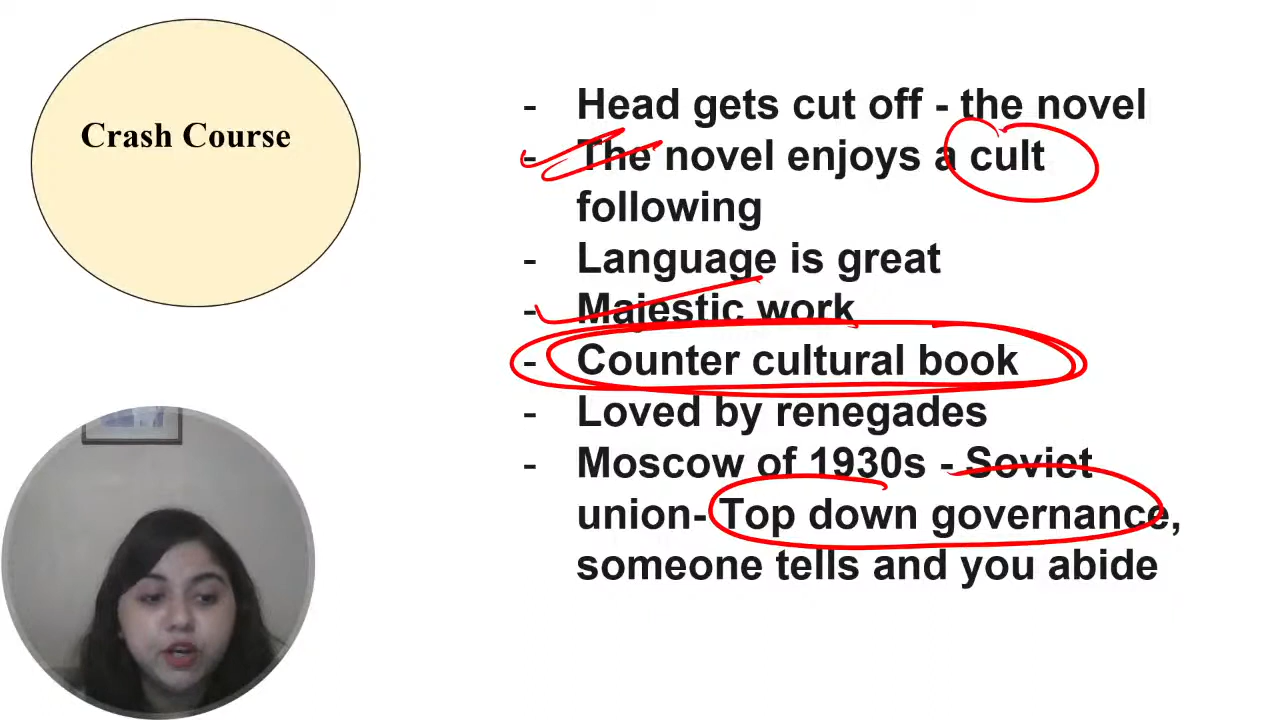 Crash Course
- Head gets cut off - the novel
- The novel enjoys a cult
following
- Language is great
- Majestic work
- Counter cultural book
- Loved by renegades
- Moscow of 1930s - Soviet
union- Top down governance,
someone tells and you abide